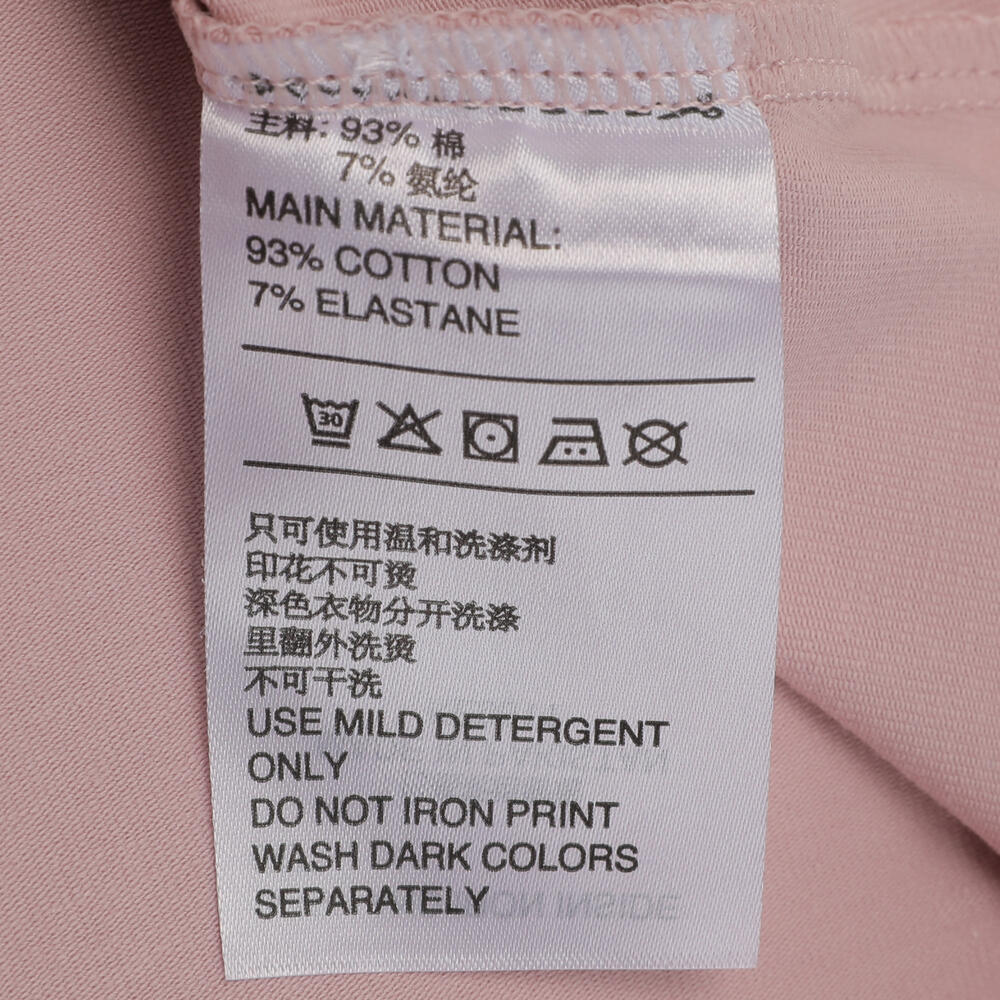 主料: 93% 棉
7% 氨纶
MAIN MATERIAL:
93% COTTON
7% ELASTANE
30
只可使用温和洗涤剂
印花不可烫
深色衣物分开洗涤
里翻外洗烫
不可干洗
USE MILD DETERGENT
ONLY
DO NOT IRON PRINT
WASH DARK COLORS
SEPARATELY